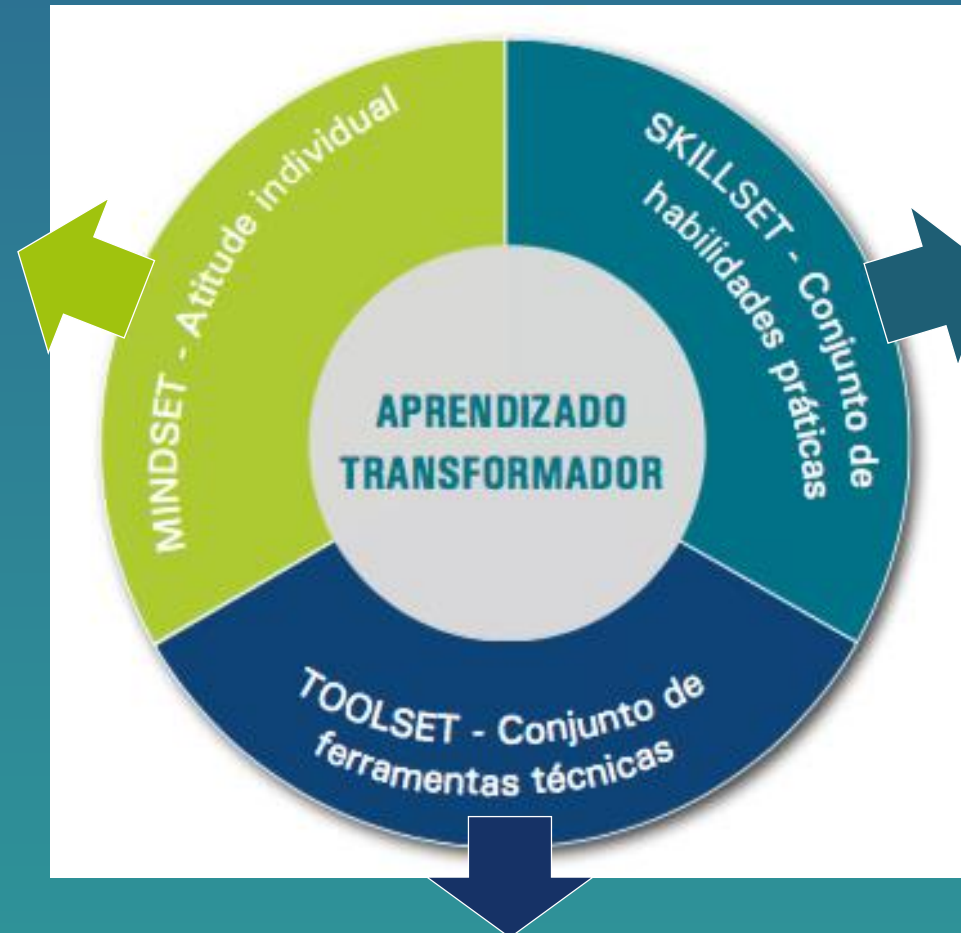 MINDSET - Atitude individual
SKILLSET - Conjunto de
habilidades práticas
APRENDIZADO
TRANSFORMADOR
TOOLSET - Conjunto de
ferramentas técnicas